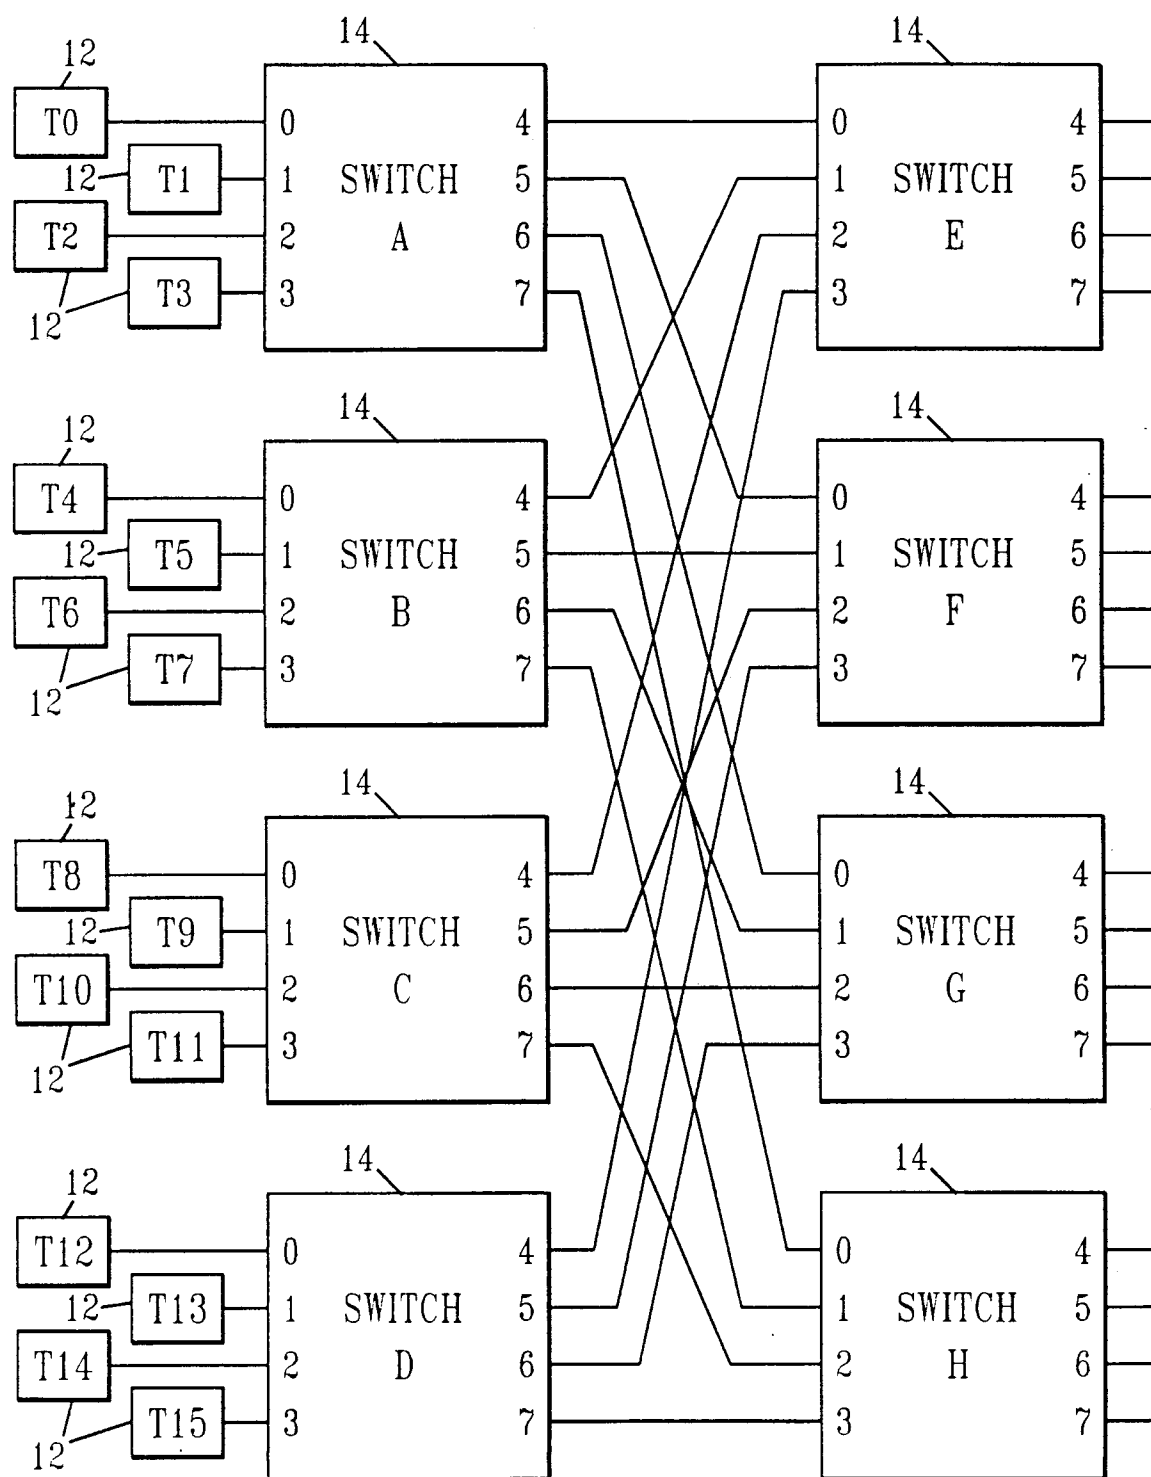 14 14
12
T0 0 4 0 4
12 T1 1 SWITCH 5 1 SWITCH 5
T2 2 A 6 2 E 6
12 T3 3 7 3 7
14 14
12
T4 0 4 0 4
12 T5 1 SWITCH 5 1 SWITCH 5
T6 2 B 6 2 F 6
12 T7 3 7 3 7
14 14
12
T8 0 4 0 4
12 T9 1 SWITCH 5 1 SWITCH 5
T10 2 C 6 2 G 6
12 T11 3 7 3 7
14 14
12
T12 0 4 0 4
12 T13 1 SWITCH 5 1 SWITCH 5
T14 2 D 6 2 H 6
12 T15 3 7 3 7